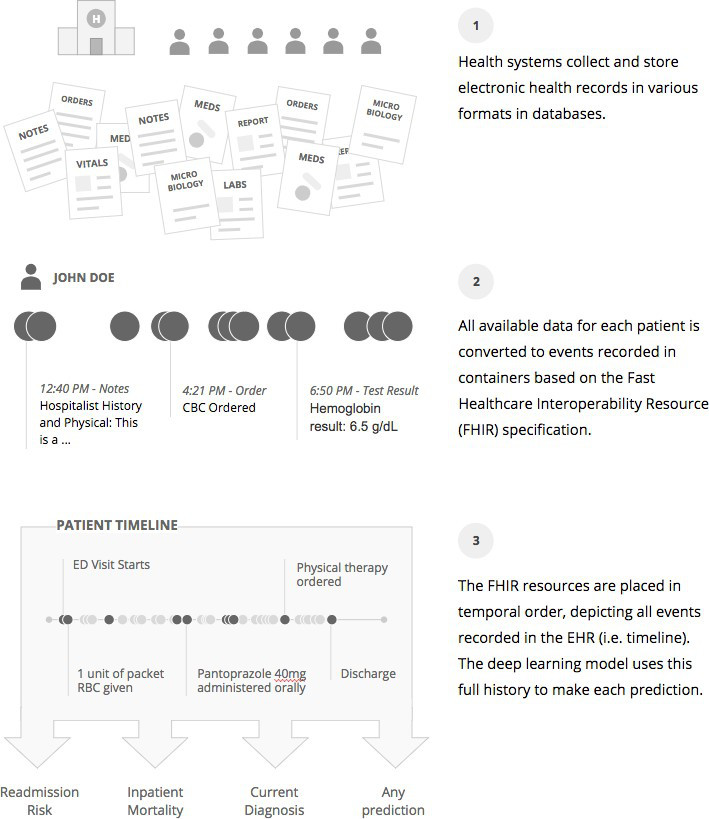 H
1
Health systems collect and store
electronic health records in various
formats in databases.
NOTES
ORDERS
VITALS
MED
NOTES
MEDS
MICRO
BIOLOGY
REPORT
LABS
ORDERS
MEDS
MICRO
BIOLOGY
JOHN DOE
2
All available data for each patient is
converted to events recorded in
containers based on the Fast
Healthcare Interoperability Resource
(FHIR) specification.
12:40 PM - Notes
Hospitalist History
and Physical: This
is a ...
4:21 PM - Order
CBC Ordered
6:50 PM - Test Result
Hemoglobin
result: 6.5 g/dL
PATIENT TIMELINE
ED Visit Starts
Physical therapy
ordered
1 unit of packet
RBC given
Pantoprazole 40mg
administered orally
Discharge
3
The FHIR resources are placed in
temporal order, depicting all events
recorded in the EHR (i.e. timeline).
The deep learning model uses this
full history to make each prediction.
Readmission
Risk
Inpatient
Mortality
Current
Diagnosis
Any
prediction